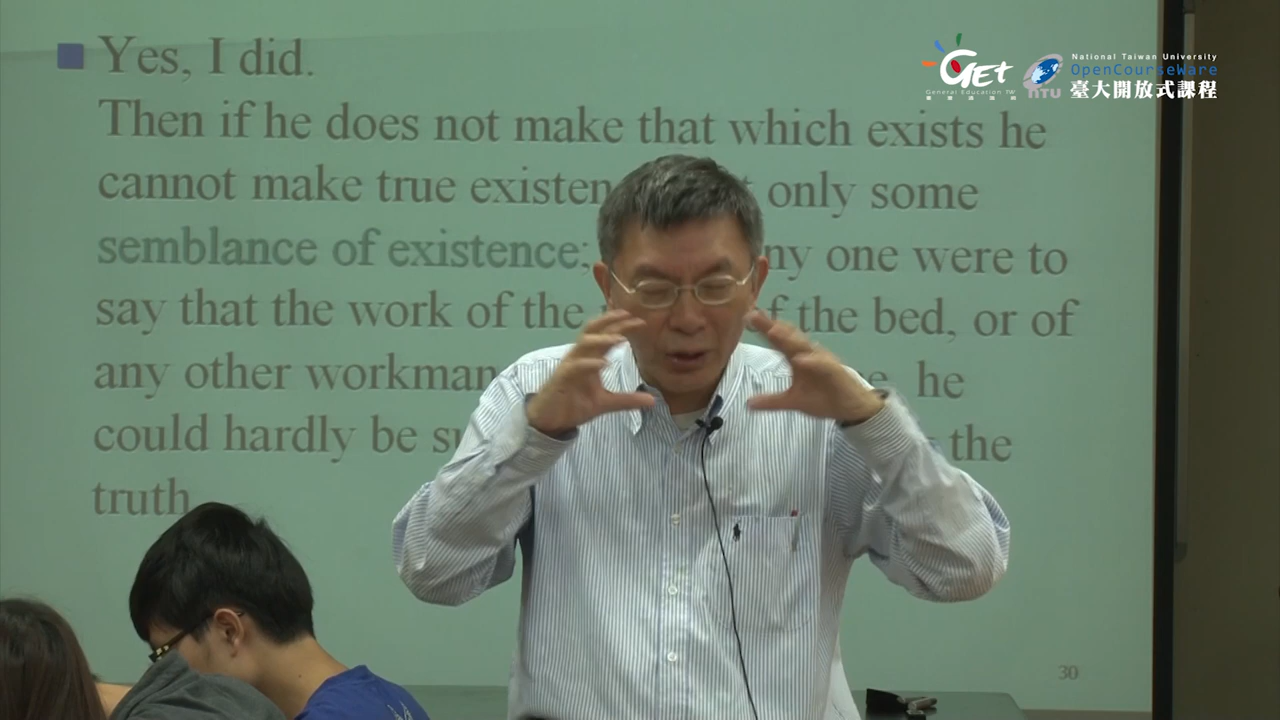 Yes, I did.
Then if he does not make that which exists he
cannot make true existen only some
semblance of existence; ny one were to
say that the work of the of the bed, or of
any other workman he
could hardly be su the
truth
30
GET
General Education TW
National Taiwan University
OpenCourseWare
NTU
臺大開放式課程